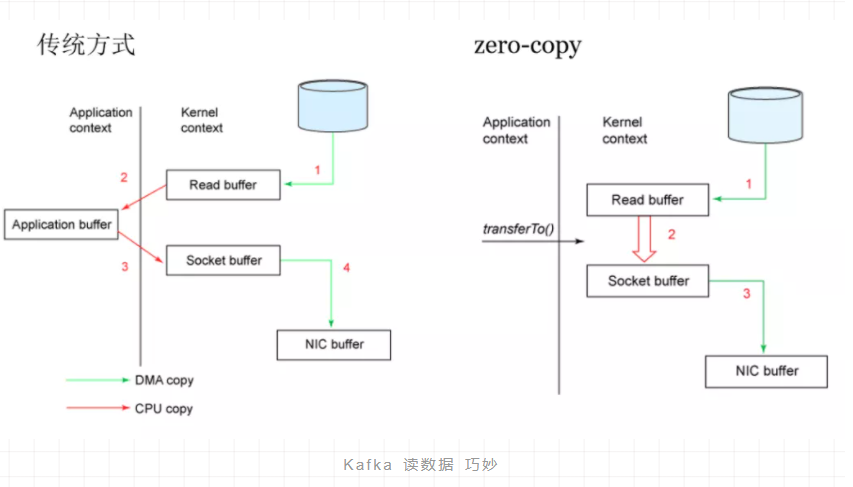 传统方式
Application
context
Kernel
context
1
Read buffer
2
Application buffer
3
Socket buffer
4
NIC buffer
DMA copy
CPU copy
zero-copy
Application
context
Kernel
context
1
Read buffer
transferTo()
2
Socket buffer
3
NIC buffer
Kafka 读数据 巧妙